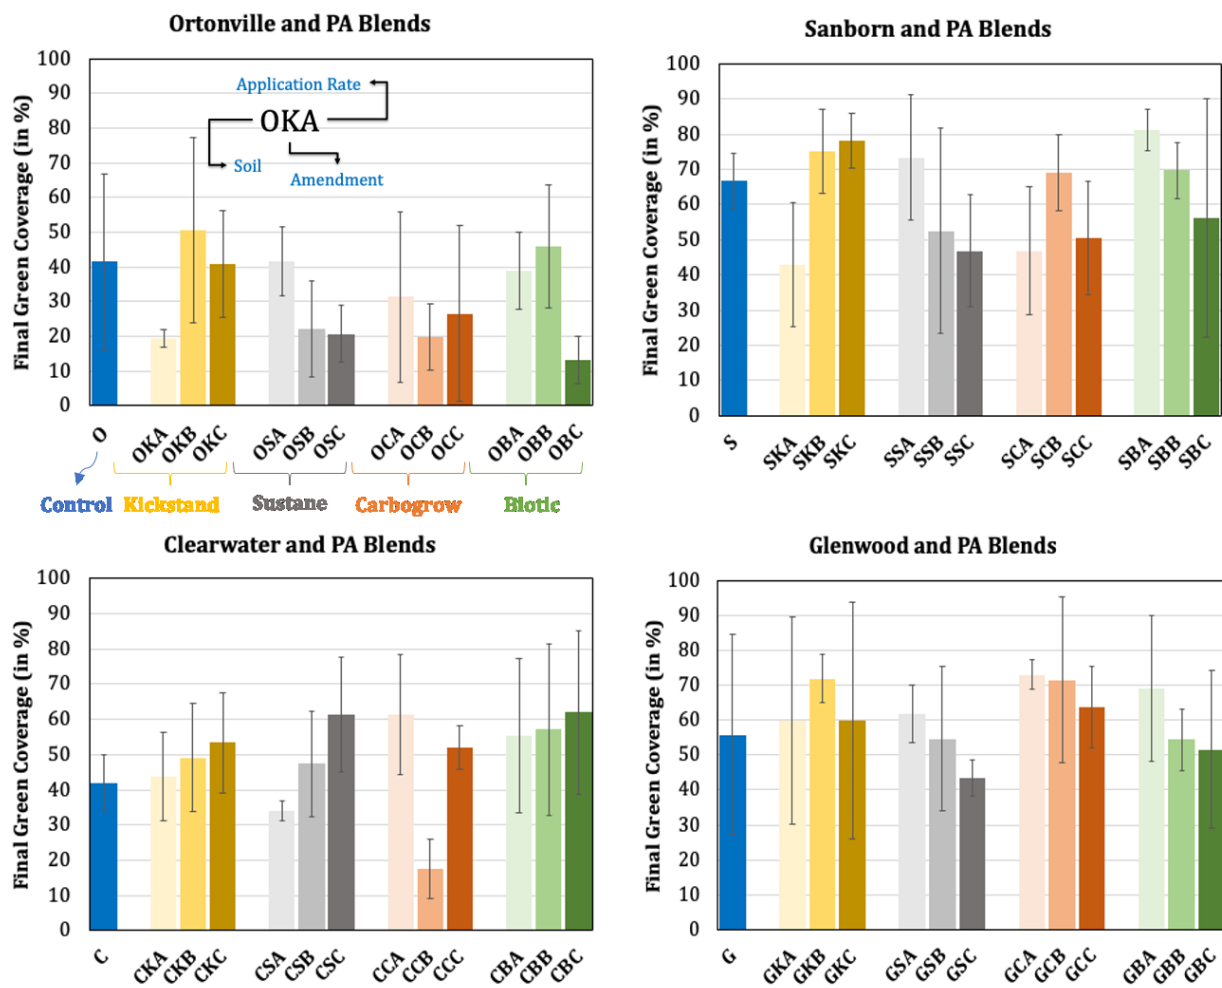 Ortonville and PA Blends
Final Green Coverage (in %)
100
90
80
70
60
50
40
30
20
10
0
Application Rate
OKA
Soil
Amendment
O
OKA
OKB
OKC
OSA
OSB
OSC
OCA
OCB
OCC
OBA
OBB
OBC
Control
Kickstand
Sustane
Carbogrow
Biotic
Sanborn and PA Blends
Final Green Coverage (in %)
100
90
80
70
60
50
40
30
20
10
0
S
SKA
SKB
SKC
SSA
SSB
SSC
SCA
SCB
SCC
SBA
SBB
SBC
Clearwater and PA Blends
Final Green Coverage (in %)
100
90
80
70
60
50
40
30
20
10
0
C
CKA
CKB
CKC
CSA
CSB
CSC
CCA
CCB
CCC
CBA
CBB
CBC
Glenwood and PA Blends
Final Green Coverage (in %)
100
90
80
70
60
50
40
30
20
10
0
G
GKA
GKB
GKC
GSA
GSB
GSC
GCA
GCB
GCC
GBA
GBB
GBC